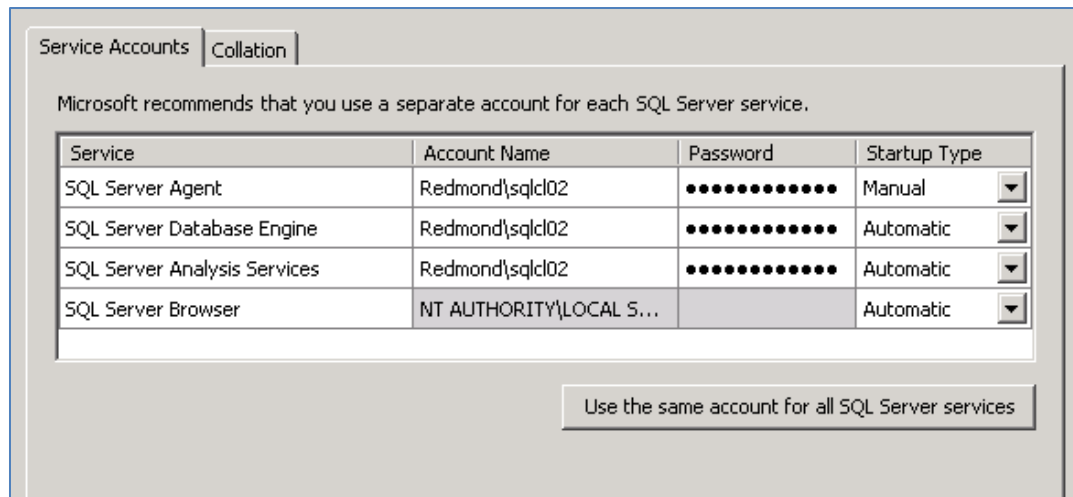 Service Accounts Collation
Microsoft recommends that you use a separate account for each SQL Server service.
Service Account Name Password Startup Type
SQL Server Agent Redmond\sqlcl02 ●●●●●●●●●●●● Manual
SQL Server Database Engine Redmond\sqlcl02 ●●●●●●●●●●●● Automatic
SQL Server Analysis Services Redmond\sqlcl02 ●●●●●●●●●●●● Automatic
SQL Server Browser NT AUTHORITY\LOCAL S... Automatic
Use the same account for all SQL Server services